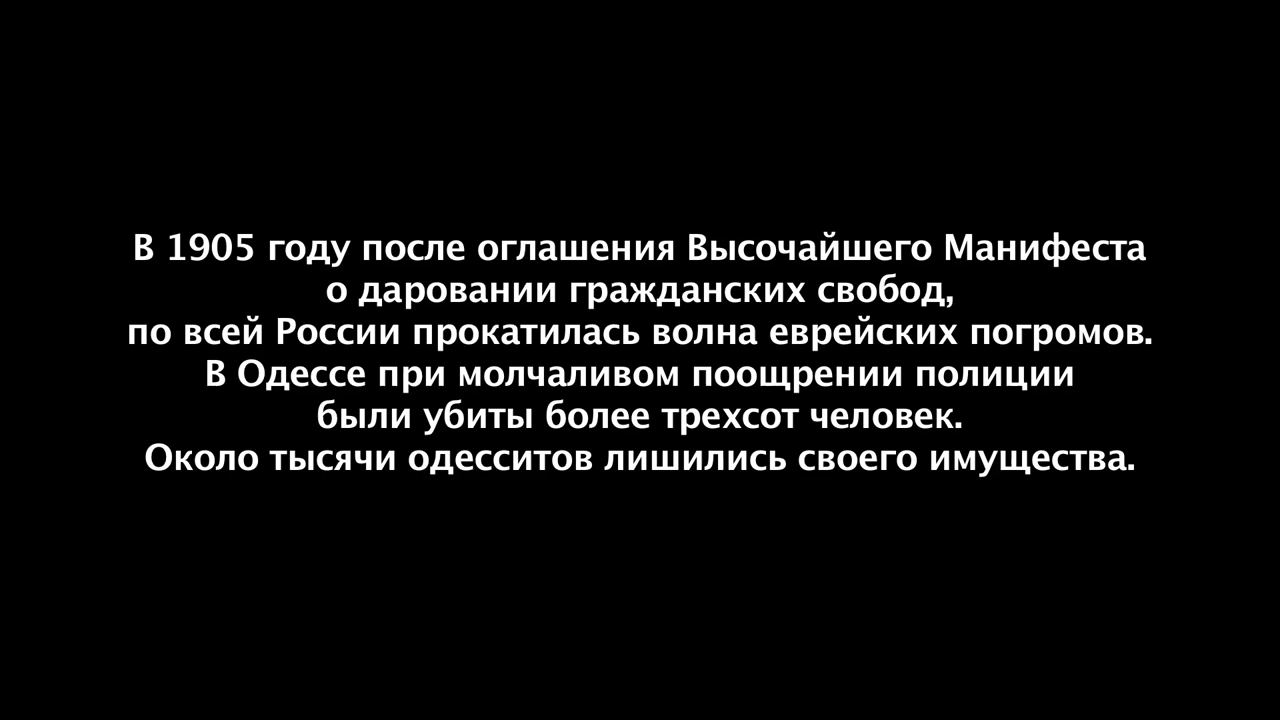 В 1905 году после оглашения Высочайшего Манифеста
о даровании гражданских свобод,
по всей России прокатилась волна еврейских погромов.
В Одессе при молчаливом поощрении полиции
были убиты более трехсот человек.
Около тысячи одесситов лишились своего имущества.